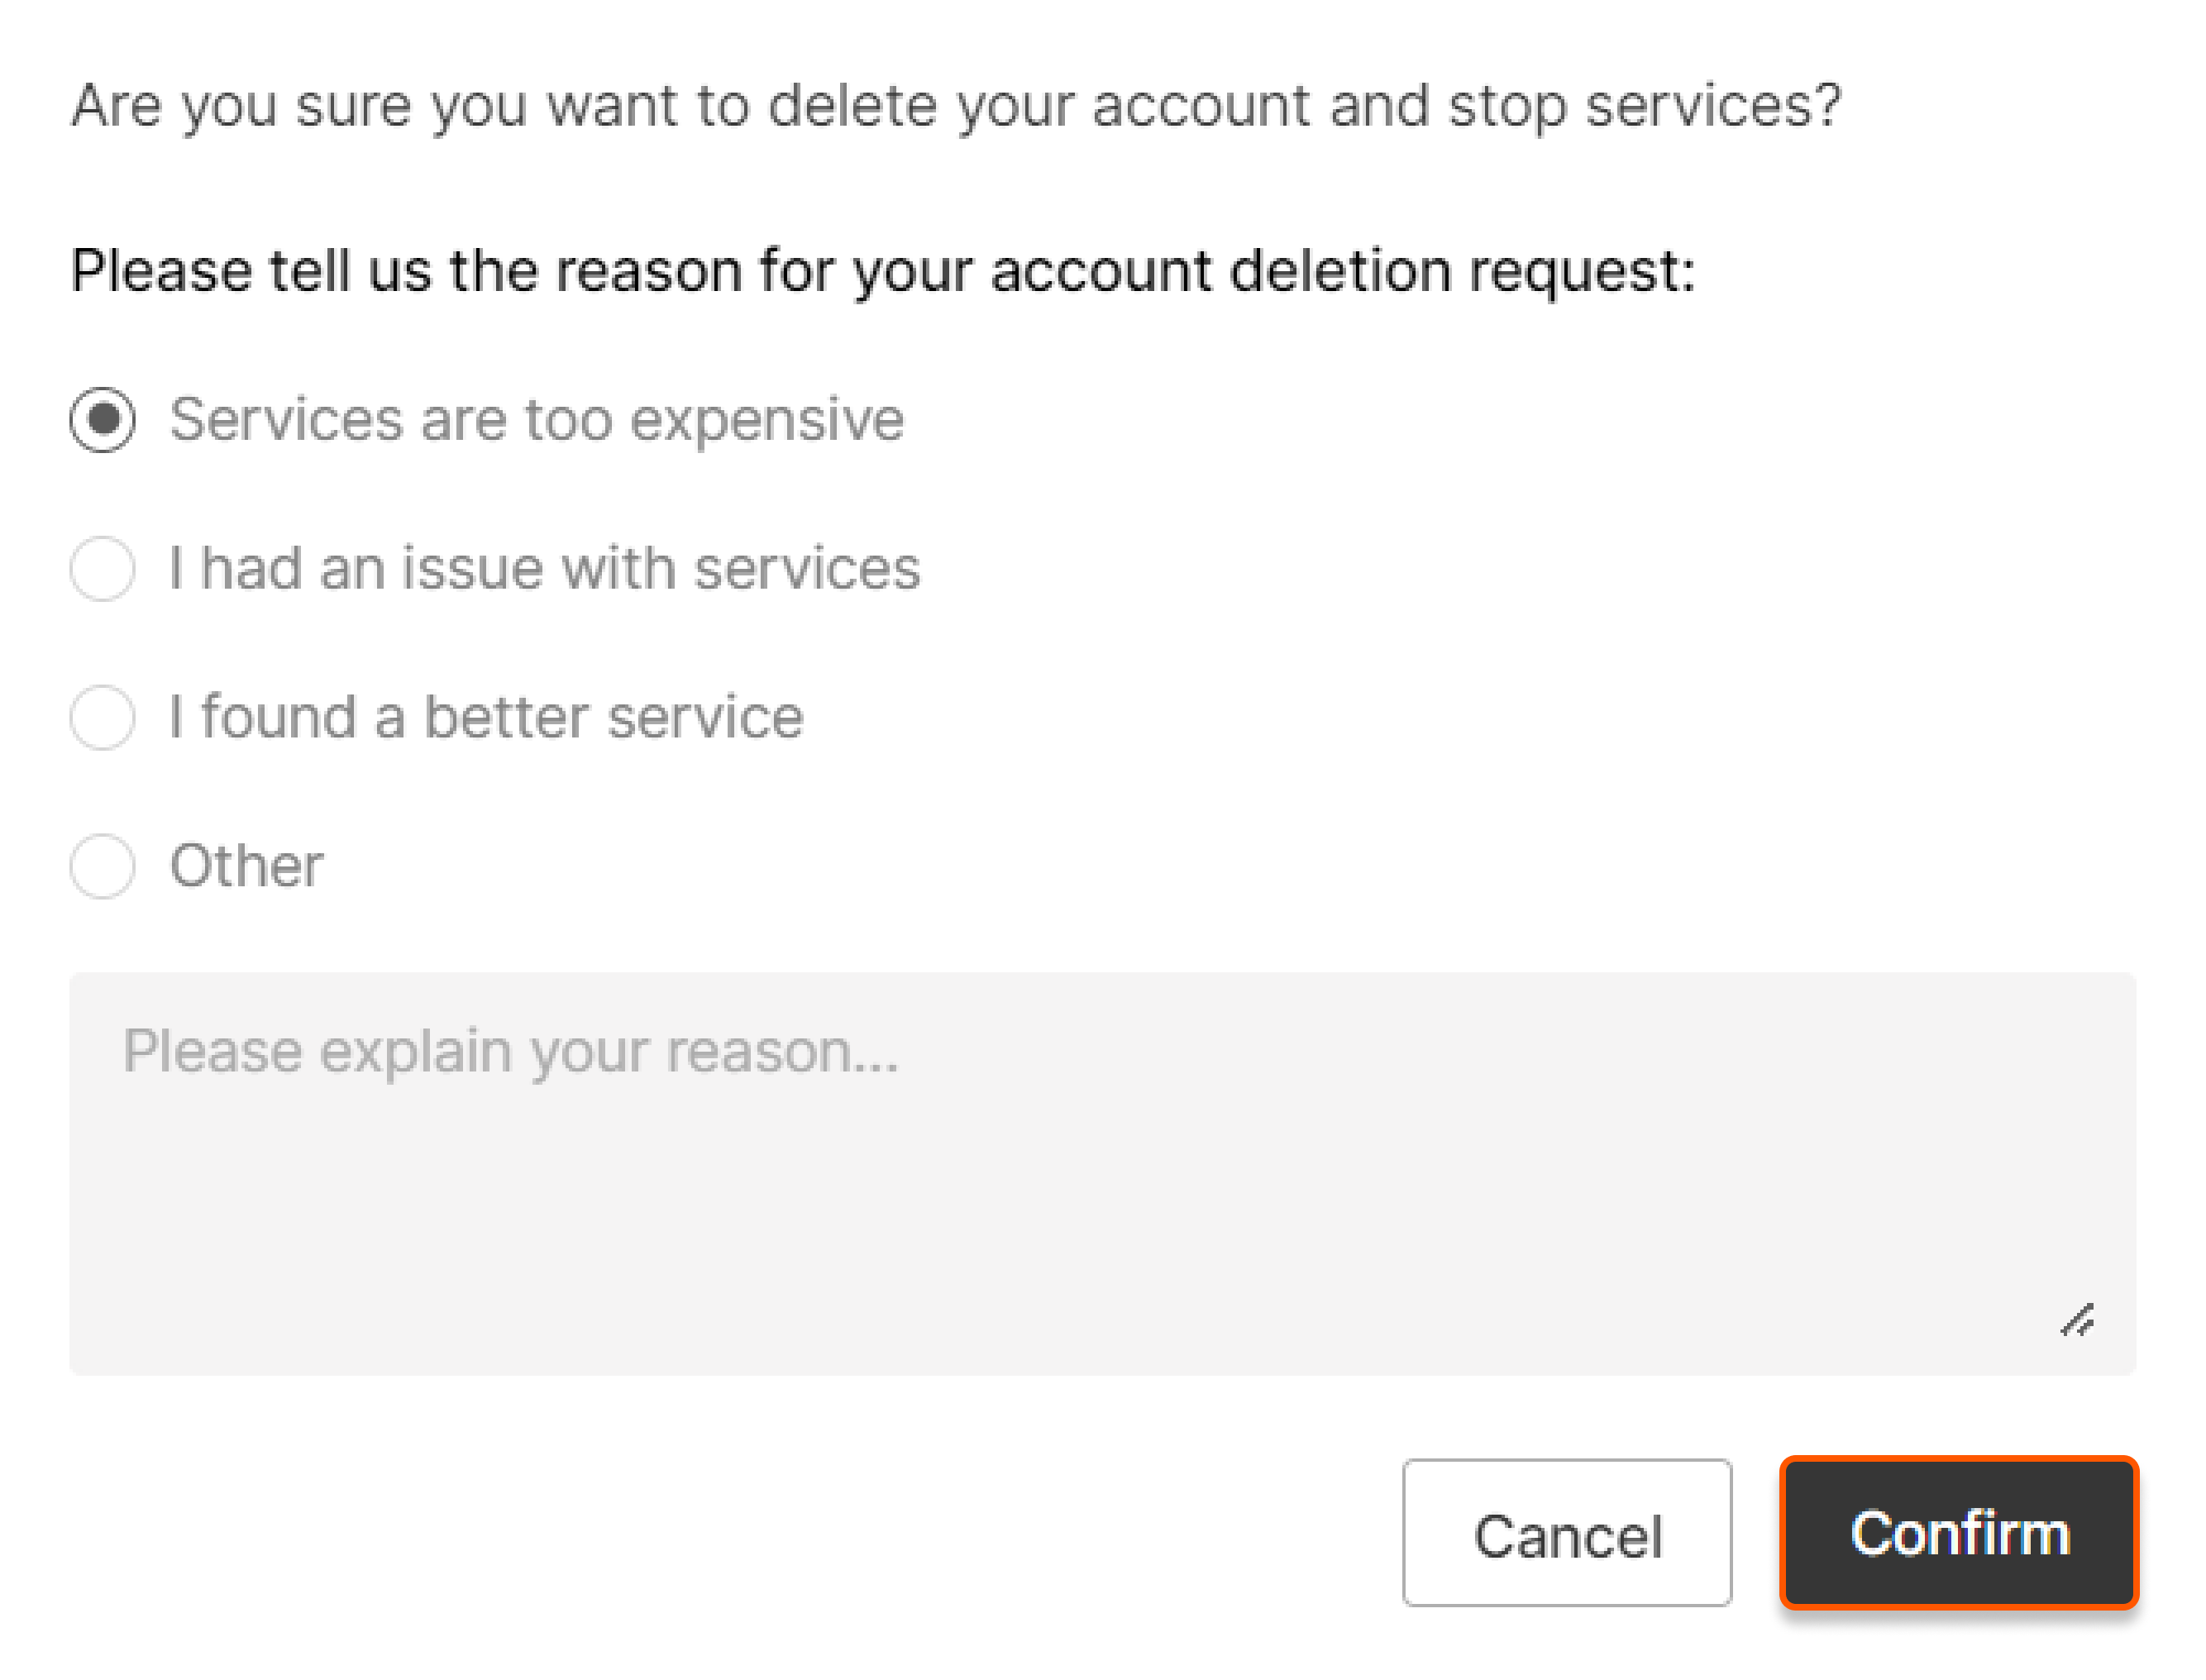 Are you sure you want to delete your account and stop services?
Please tell us the reason for your account deletion request:
Services are too expensive
I had an issue with services
I found a better service
Other
Please explain your reason...
Cancel
Confirm